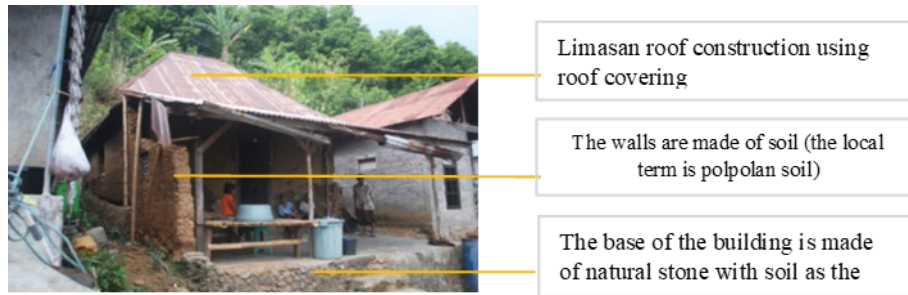 Limasan roof construction using
roof covering
The walls are made of soil (the local
term is polpolan soil)
The base of the building is made
of natural stone with soil as the